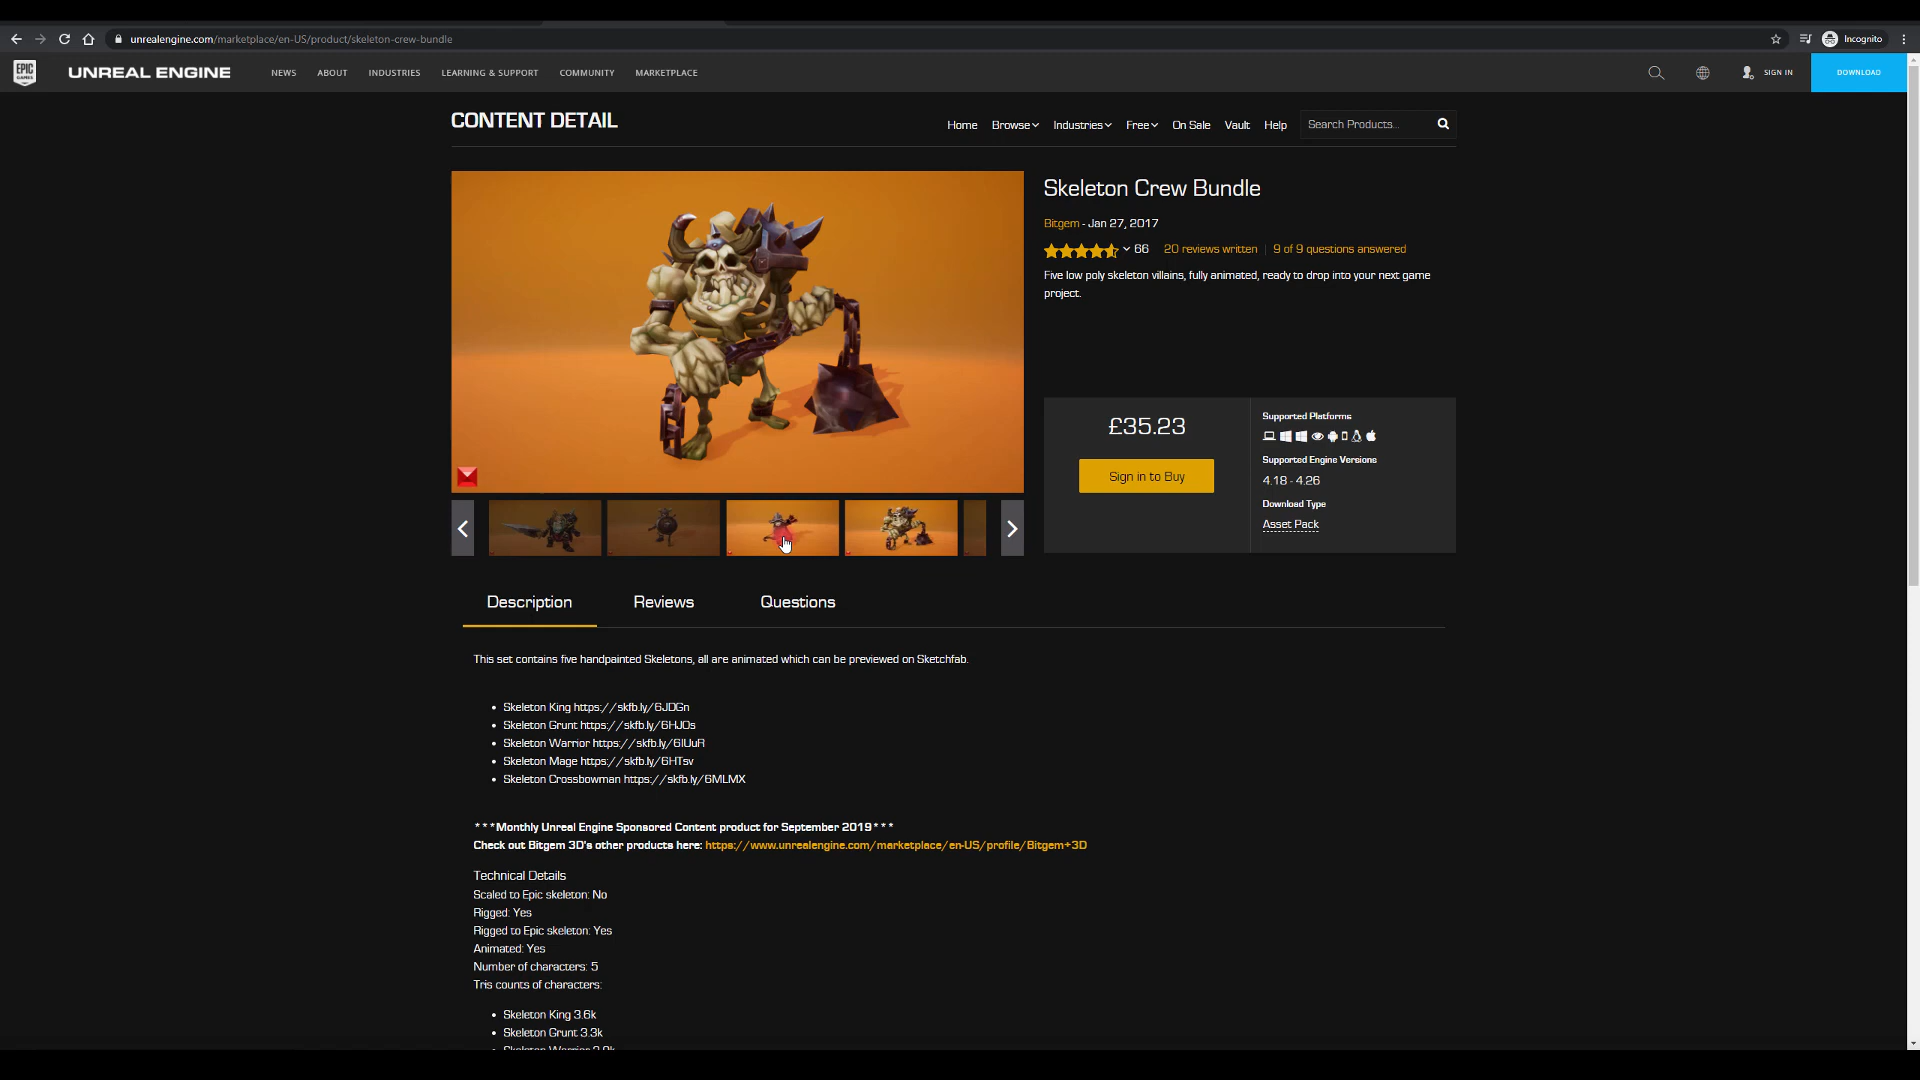 unrealengine.com/marketplace/en-US/product/skeleton-crew-bundle
Incognito
EPIC GAMES
UNREAL ENGINE
NEWS
ABOUT
INDUSTRIES
LEARNING & SUPPORT
COMMUNITY
MARKETPLACE
SIGN IN
DOWNLOAD
CONTENT DETAIL
Home
Browse
Industries
Free
On Sale
Vault
Help
Search Products...
Skeleton Crew Bundle
Bitgem - Jan 27, 2017
66 20 reviews written | 9 of 9 questions answered
Five low poly skeleton villains, fully animated, ready to drop into your next game
project.
£35.23
Sign in to Buy
Supported Platforms
Supported Engine Versions
4.18 - 4.26
Download Type
Asset Pack
Description
Reviews
Questions
This set contains five handpainted Skeletons, all are animated which can be previewed on Sketchfab.
• Skeleton King https://skfb.ly/6JDGn
• Skeleton Grunt https://skfb.ly/6HJOs
• Skeleton Warrior https://skfb.ly/6IUuR
• Skeleton Mage https://skfb.ly/6HTsv
• Skeleton Crossbowman https://skfb.ly/6MLMX
***Monthly Unreal Engine Sponsored Content product for September 2019***
Check out Bitgem 3D's other products here: https://www.unrealengine.com/marketplace/en-US/profile/Bitgem+3D
Technical Details
Scaled to Epic skeleton: No
Rigged: Yes
Rigged to Epic skeleton: Yes
Animated: Yes
Number of characters: 5
Tris counts of characters:
• Skeleton King 3.6k
• Skeleton Grunt 3.3k